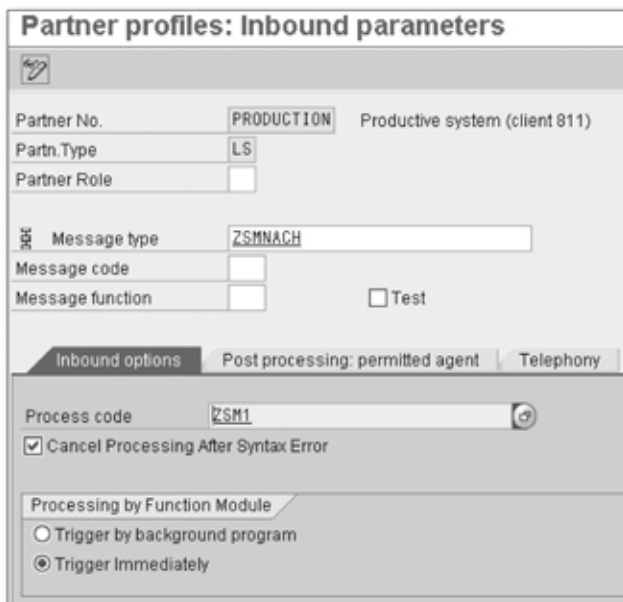 Partner profiles: Inbound parameters
Partner No. PRODUCTION Productive system (client 811)
Partn.Type LS
Partner Role
Message type ZSMNACH
Message code
Message function Test
Inbound options Post processing: permitted agent Telephony
Process code ZSM1
Cancel Processing After Syntax Error
Processing by Function Module
Trigger by background program
Trigger Immediately